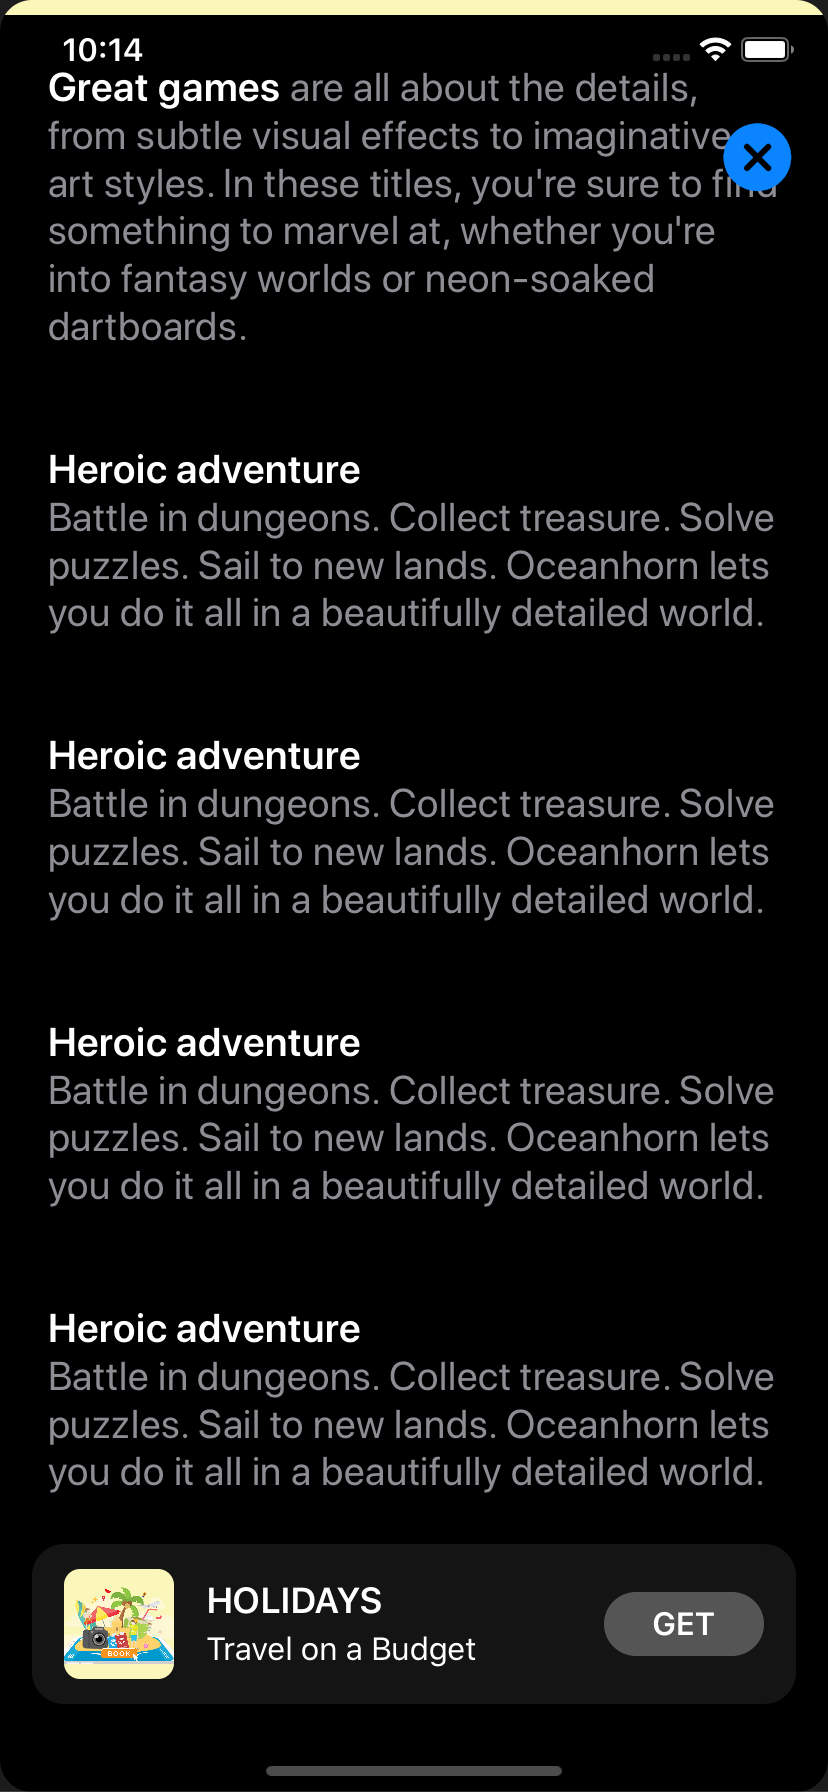 10:14
Great games are all about the details,
from subtle visual effects to imaginative
art styles. In these titles, you're sure to find
something to marvel at, whether you're
into fantasy worlds or neon-soaked
dartboards.
Heroic adventure
Battle in dungeons. Collect treasure. Solve
puzzles. Sail to new lands. Oceanhorn lets
you do it all in a beautifully detailed world.
Heroic adventure
Battle in dungeons. Collect treasure. Solve
puzzles. Sail to new lands. Oceanhorn lets
you do it all in a beautifully detailed world.
Heroic adventure
Battle in dungeons. Collect treasure. Solve
puzzles. Sail to new lands. Oceanhorn lets
you do it all in a beautifully detailed world.
Heroic adventure
Battle in dungeons. Collect treasure. Solve
puzzles. Sail to new lands. Oceanhorn lets
you do it all in a beautifully detailed world.
HOLIDAYS
Travel on a Budget
GET
BOOK